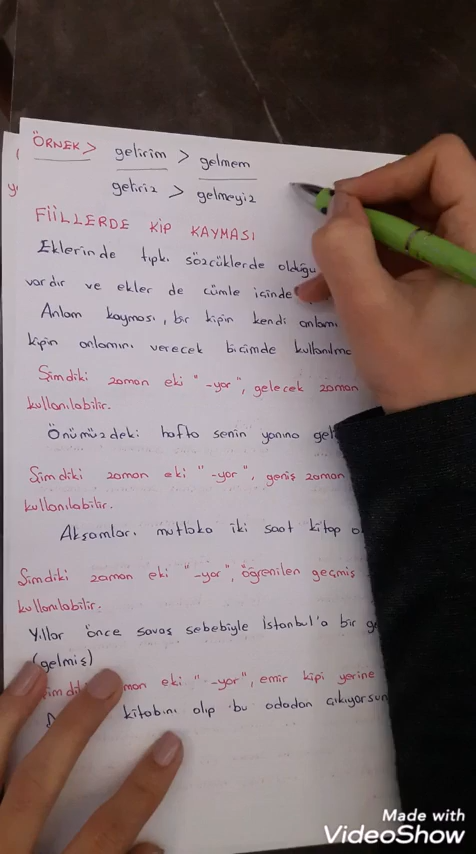 ÖRNEK> gelirim > gelmem
geliriz > gelmeyiz
FİİLLERDE KİP KAYMASI
Eklerinde tıpkı sözcüklerde olduğu
vardır ve ekler de cümle içinde
Anlam kayması, bir kipin kendi anlamı
kipin anlamını verecek biçimde
Şimdiki zaman eki "-yor", gelecek zaman
kullanılabilir.
Önümüzdeki hafta senin yanına
Şimdiki zaman eki "-yor", geniş zaman
kullanılabilir.
Akşamları mutlaka iki saat kitap
Şimdiki zaman eki "-yor", öğrenilen geçmiş
kullanılabilir.
Yıllar önce savaş sebebiyle İstanbul'a bir
(gelmiş)
eki "-yor", emir kipi yerine
kitabını alıp bu odadan çıkıyorsun
Made with
VideoShow